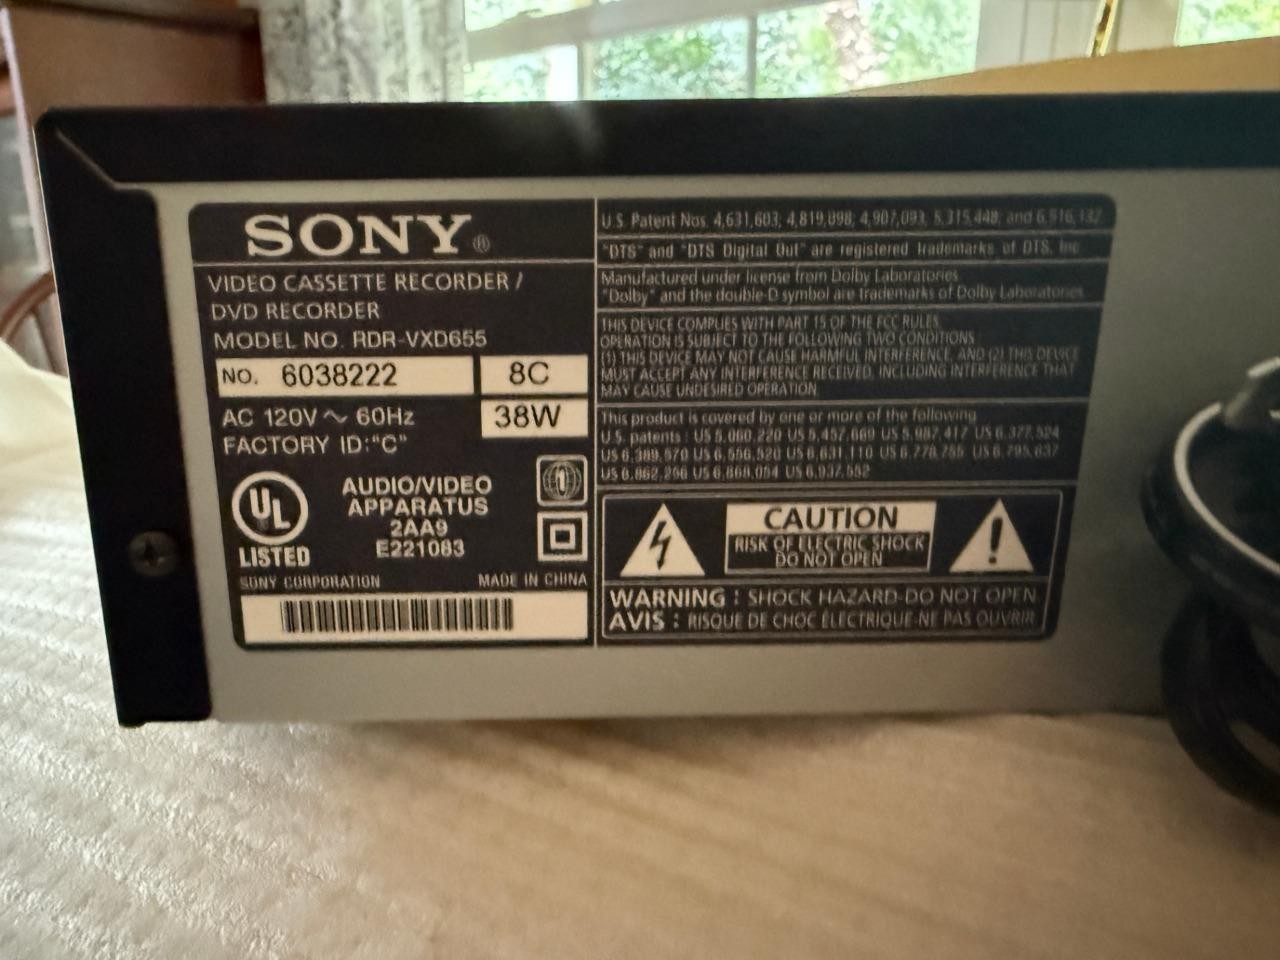 SONY®
VIDEO CASSETTE RECORDER /
DVD RECORDER
MODEL NO. RDR-VXD655
NO. 6038222 8C
AC 120V ~ 60Hz 38W
FACTORY ID:"C"
UL
LISTED
AUDIO/VIDEO
APPARATUS
2AA9
E221083
1
SONY CORPORATION MADE IN CHINA
U.S. Patent Nos. 4,631,603; 4,819,098; 4,907,093; 5,315,448; and 6,516,132
"DTS" and "DTS Digital Out" are registered trademarks of DTS, Inc
Manufactured under license from Dolby Laboratories
"Dolby" and the double-D symbol are trademarks of Dolby Laboratories
THIS DEVICE COMPLIES WITH PART 15 OF THE FCC RULES
OPERATION IS SUBJECT TO THE FOLLOWING TWO CONDITIONS
(1) THIS DEVICE MAY NOT CAUSE HARMFUL INTERFERENCE, AND (2) THIS DEVICE
MUST ACCEPT ANY INTERFERENCE RECEIVED, INCLUDING INTERFERENCE THAT
MAY CAUSE UNDESIRED OPERATION
This product is covered by one or more of the following
U.S. patents : US 5,060,220 US 5,457,669 US 5,987,417 US 6,377,524
US 6,389,570 US 6,556,520 US 6,631,110 US 6,778,755 US
US US 6,937,552
CAUTION
RISK OF ELECTRIC SHOCK
DO NOT OPEN
!
WARNING : SHOCK HAZARD-DO NOT OPEN.
AVIS : RISQUE DE CHOC ÉLECTRIQUE-NE PAS OUVRIR